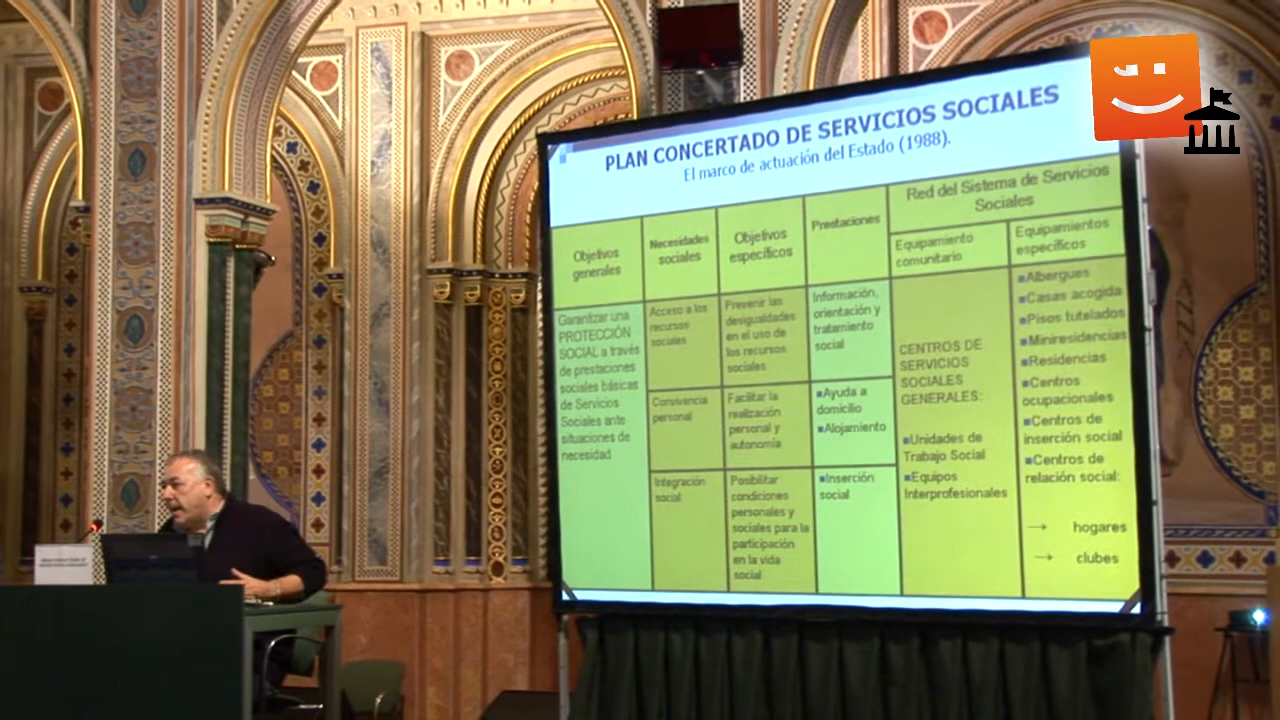 PLAN CONCERTADO DE SERVICIOS SOCIALES
El marco de actuación del Estado (1988).
Objetivos
generales
Necesidades
sociales
Objetivos
específicos
Prestaciones
Red del Sistema de Servicios
Sociales
Equipamiento
comunitario
Equipamientos
específicos
Garantizar una
PROTECCIÓN
SOCIAL a través
de prestaciones
sociales básicas
de Servicios
Sociales ante
situaciones de
necesidad
Acceso a los
recursos
sociales
Prevenir las
desigualdades
en el uso de
los recursos
sociales
Información,
orientación y
tratamiento
social
Convivencia
personal
Facilitar la
realización
personal y
autonomía
Ayuda a
domicilio
Alojamiento
Integración
social
Posibilitar
condiciones
personales y
sociales para la
participación
en la vida
social
Inserción
social
CENTROS DE
SERVICIOS
SOCIALES
GENERALES:
Unidades de
Trabajo Social
Equipos
Interprofesionales
Albergues
Casas acogida
Pisos tutelados
Miniresidencias
Residencias
Centros
ocupacionales
Centros de
inserción social
Centros de
relación social:
→ hogares
→ clubes